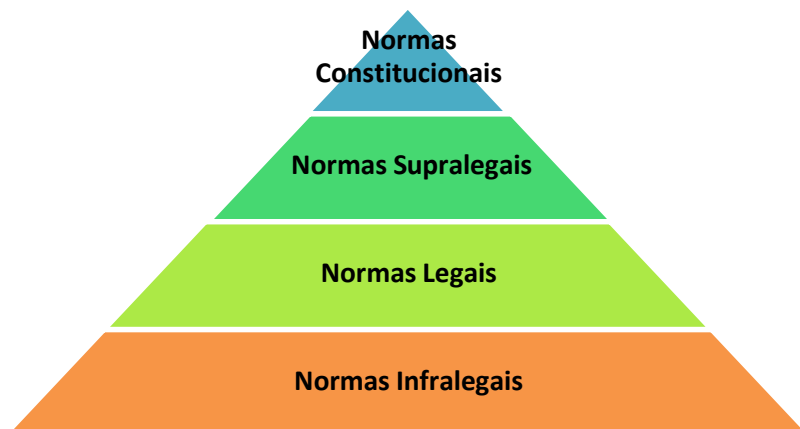 Normas
Constitucionais
Normas Supralegais
Normas Legais
Normas Infralegais